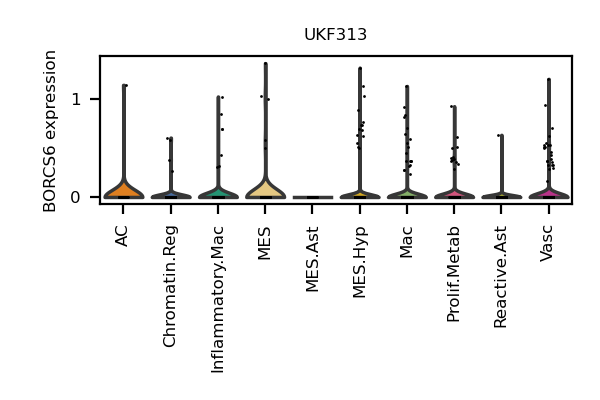 UKF313
BORCS6 expression
1
0
AC
Chromatin.Reg
Inflammatory.Mac
MES
MES.Ast
MES.Hyp
Mac
Prolif.Metab
Reactive.Ast
Vasc